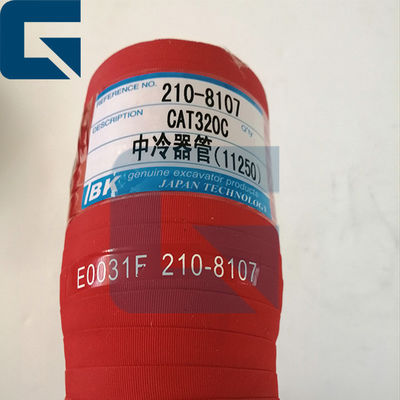 REFERENCE NO. 210-8107
DESCRIPTION CAT320C Q'TY
中冷器管(11250)
TBK genuine excavator products
JAPAN TECHNOLOGY
E0031F 210-8107